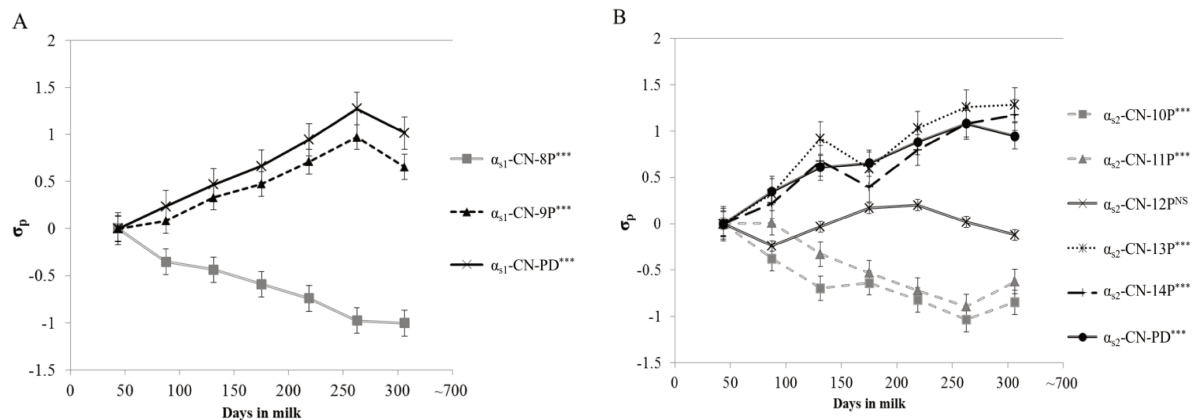 A
2
1.5
1
0.5
0
-0.5
-1
-1.5
σp
0 50 100 150 200 250 300 ~700
Days in milk
αs1-CN-8P***
αs1-CN-9P***
αs1-CN-PD***
B
2
1.5
1
0.5
0
-0.5
-1
-1.5
σp
0 50 100 150 200 250 300 ~700
Days in milk
αs2-CN-10P***
αs2-CN-11P***
αs2-CN-12PNS
αs2-CN-13P***
αs2-CN-14P***
αs2-CN-PD***